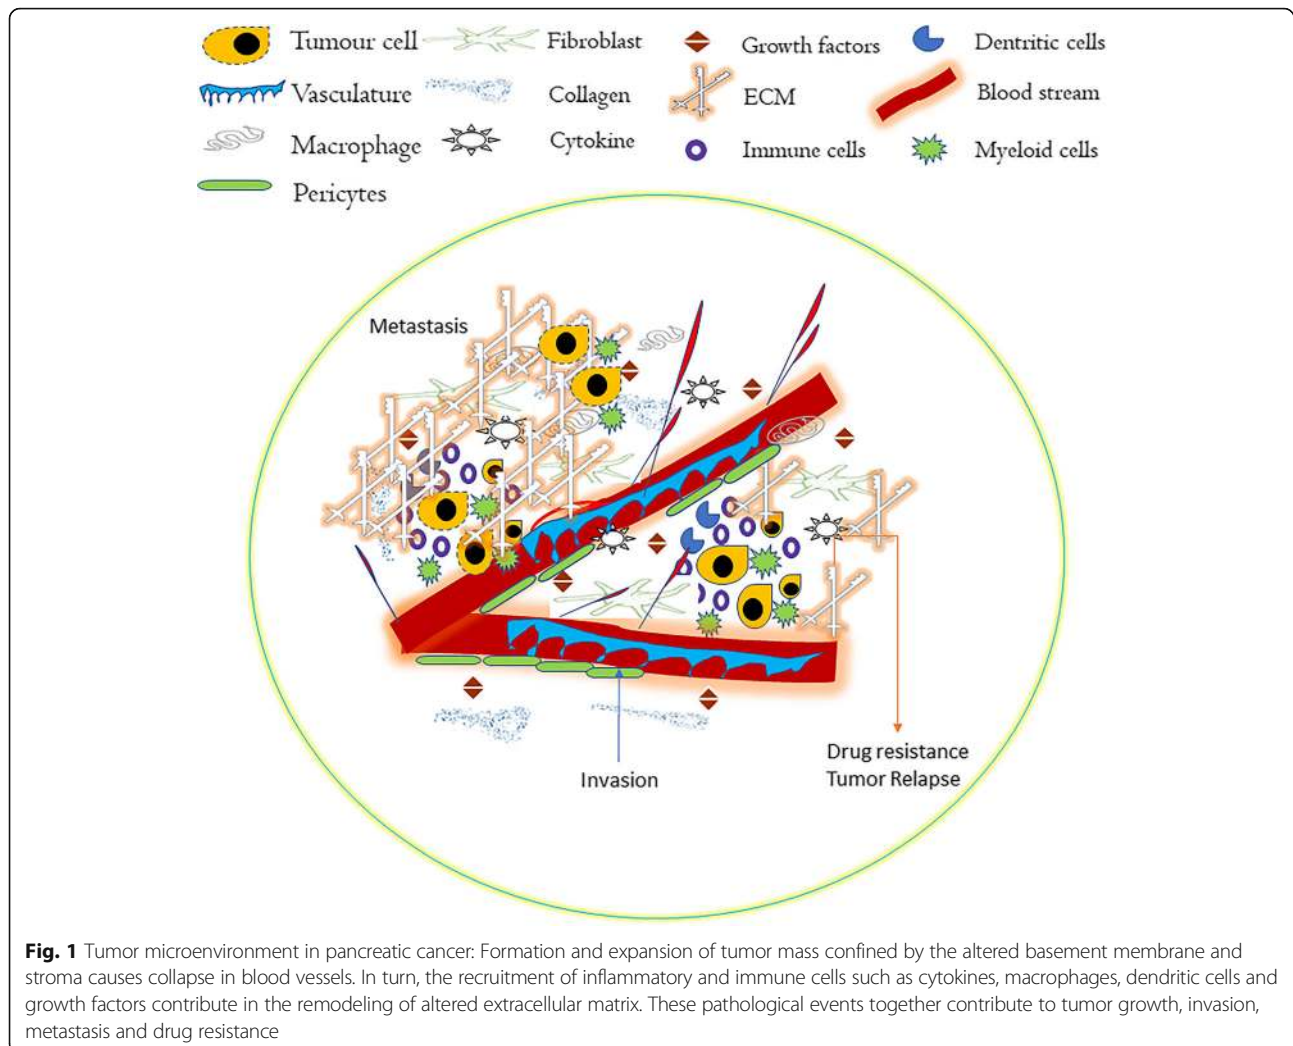 Tumour cell Fibroblast Growth factors Dentritic cells
Vasculature Collagen ECM Blood stream
Macrophage Cytokine Immune cells Myeloid cells
Pericytes
Metastasis
Drug resistance
Tumor Relapse
Invasion
Fig. 1 Tumor microenvironment in pancreatic cancer: Formation and expansion of tumor mass confined by the altered basement membrane and
stroma causes collapse in blood vessels. In turn, the recruitment of inflammatory and immune cells such as cytokines, macrophages, dendritic cells and
growth factors contribute in the remodeling of altered extracellular matrix. These pathological events together contribute to tumor growth, invasion,
metastasis and drug resistance